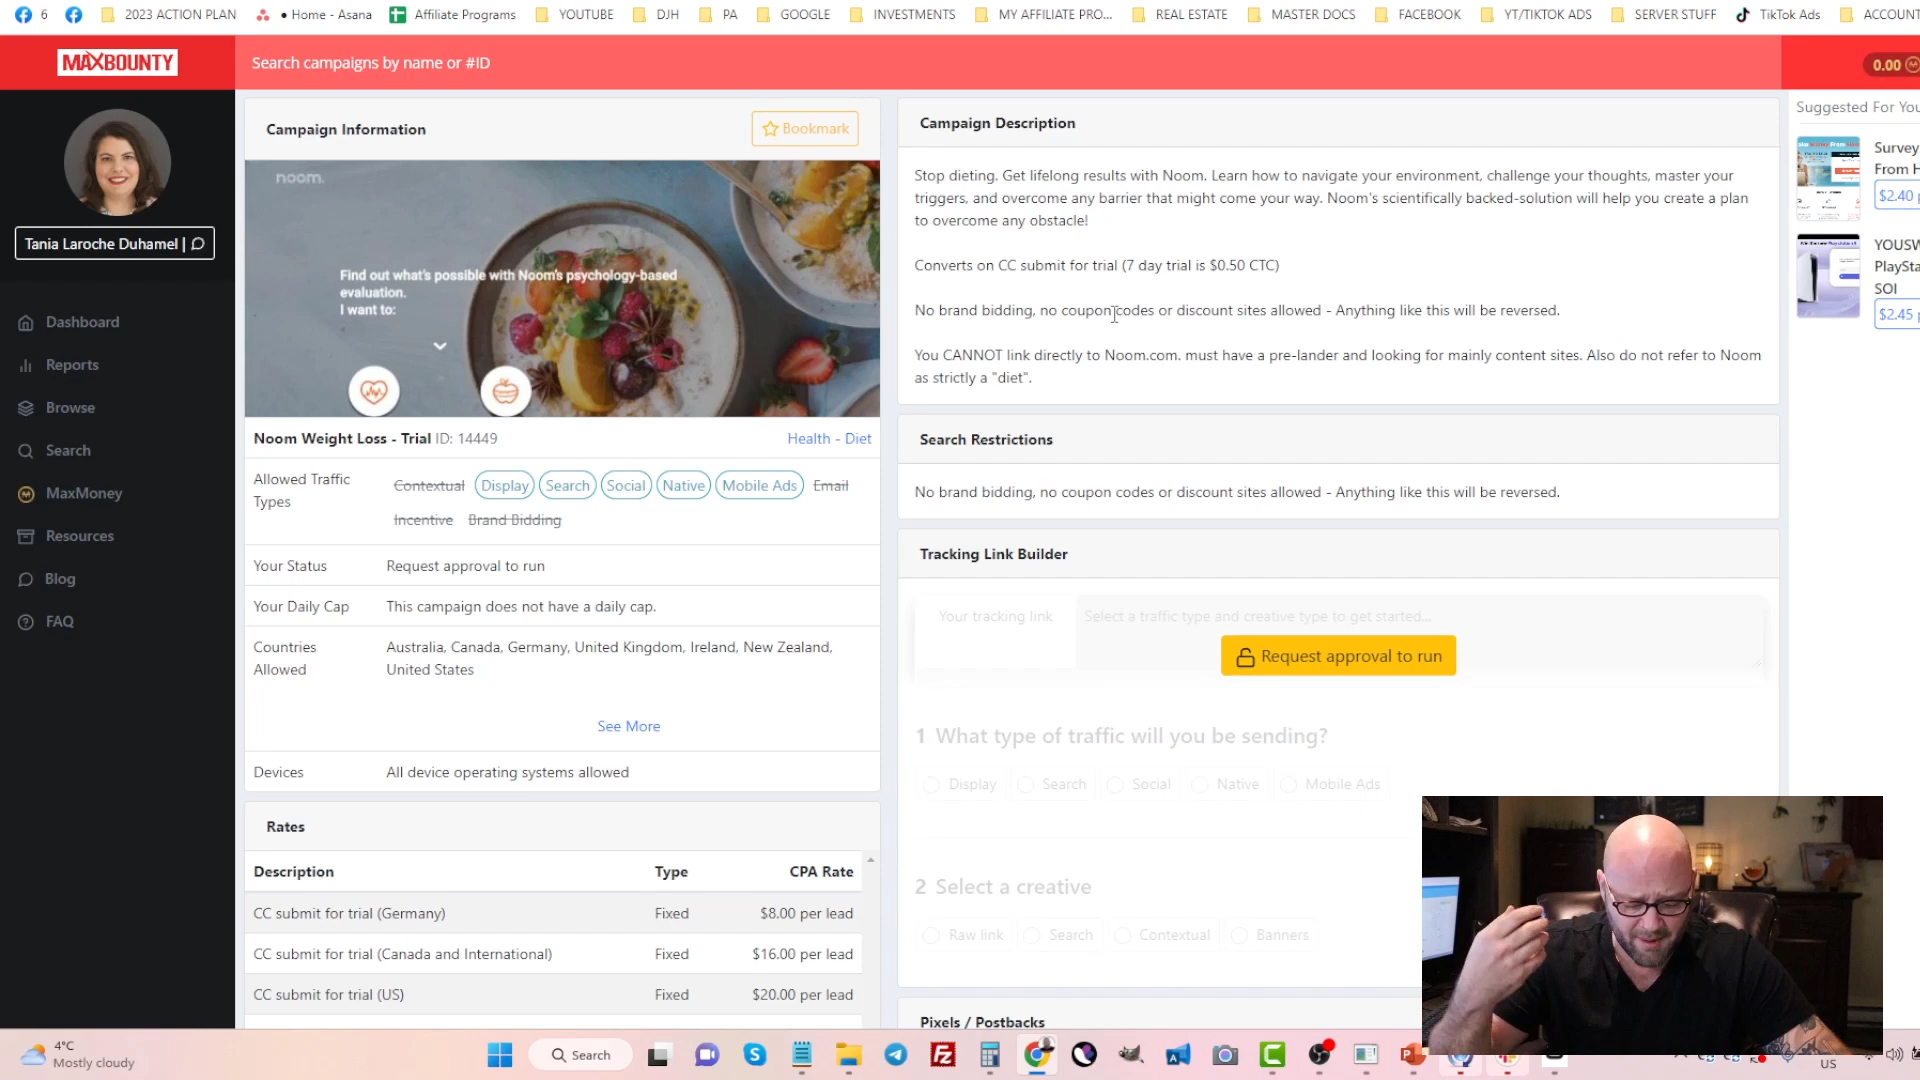 6
2023 ACTION PLAN
• Home - Asana
Affiliate Programs
YOUTUBE
DJH
PA
GOOGLE
INVESTMENTS
MY AFFILIATE PRO...
REAL ESTATE
MASTER DOCS
FACEBOOK
YT/TIKTOK ADS
SERVER STUFF
TikTok Ads
ACCOUNT
MAXBOUNTY
Search campaigns by name or #ID
0.00
Tania Laroche Duhamel |
Dashboard
Reports
Browse
Search
MaxMoney
Resources
Blog
FAQ
Campaign Information
Bookmark
noom.
Find out what's possible with Noom's psychology-based
evaluation.
I want to:
Noom Weight Loss - Trial ID: 14449
Health - Diet
Allowed Traffic
Types
Contextual
Display
Search
Social
Native
Mobile Ads
Email
Incentive
Brand Bidding
Your Status
Request approval to run
Your Daily Cap
This campaign does not have a daily cap.
Countries
Allowed
Australia, Canada, Germany, United Kingdom, Ireland, New Zealand,
United States
See More
Devices
All device operating systems allowed
Rates
Description Type CPA Rate
CC submit for trial (Germany) Fixed $8.00 per lead
CC submit for trial (Canada and International) Fixed $16.00 per lead
CC submit for trial (US) Fixed $20.00 per lead
Campaign Description
Stop dieting. Get lifelong results with Noom. Learn how to navigate your environment, challenge your thoughts, master your
triggers, and overcome any barrier that might come your way. Noom's scientifically backed-solution will help you create a plan
to overcome any obstacle!
Converts on CC submit for trial (7 day trial is $0.50 CTC)
No brand bidding, no coupon codes or discount sites allowed - Anything like this will be reversed.
You CANNOT link directly to Noom.com. must have a pre-lander and looking for mainly content sites. Also do not refer to Noom
as strictly a "diet".
Search Restrictions
No brand bidding, no coupon codes or discount sites allowed - Anything like this will be reversed.
Tracking Link Builder
Your tracking link
Select a traffic type and creative type to get started...
Request approval to run
1 What type of traffic will you be sending?
Display
Search
Social
Native
Mobile Ads
2 Select a creative
Raw link
Search
Contextual
Banners
Pixels / Postbacks
Suggested For You
Survey
From H
$2.40 p
YOUSW
PlaySta
SOI
$2.45 p
4°C
Mostly cloudy
Search
US